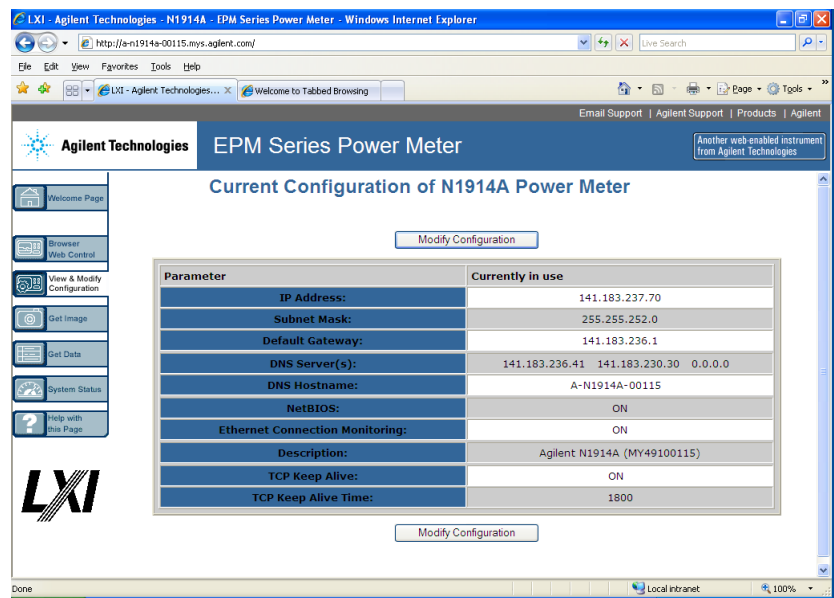 LXI - Agilent Technologies - N1914A - EPM Series Power Meter - Windows Internet Explorer
http://a-n1914a-00115.mys.agilent.com/
Live Search
File Edit View Favorites Tools Help
LXI - Agilent Technologies... X Welcome to Tabbed Browsing
Page Tools »
Email Support | Agilent Support | Products | Agilent
Agilent Technologies
EPM Series Power Meter
Another web-enabled instrument
from Agilent Technologies
Welcome Page
Browser
Web Control
View & Modify
Configuration
Get Image
Get Data
System Status
Help with
this Page
LXI
Current Configuration of N1914A Power Meter
Modify Configuration
Parameter Currently in use
IP Address: 141.183.237.70
Subnet Mask: 255.255.252.0
Default Gateway: 141.183.236.1
DNS Server(s): 141.183.236.41 141.183.230.30 0.0.0.0
DNS Hostname: A-N1914A-00115
NetBIOS: ON
Ethernet Connection Monitoring: ON
Description: Agilent N1914A (MY49100115)
TCP Keep Alive: ON
TCP Keep Alive Time: 1800
Modify Configuration
Done
Local intranet
100%